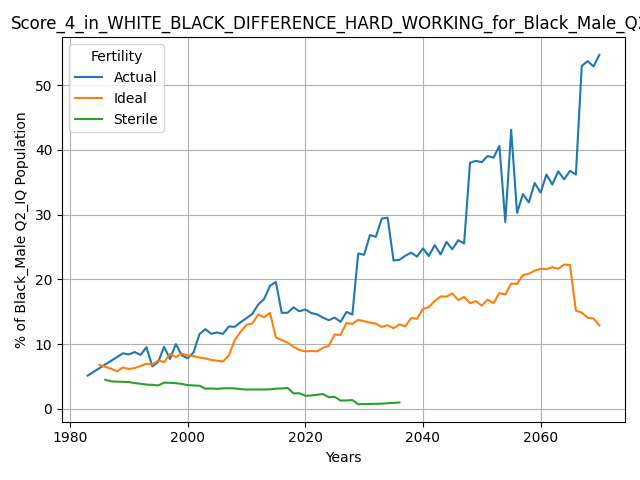 Score_4_in_WHITE_BLACK_DIFFERENCE_HARD_WORKING_for_Black_Male_Q2
Fertility
Actual
Ideal
Sterile
% of Black_Male Q2_IQ Population
50
40
30
20
10
0
1980
2000
2020
2040
2060
Years